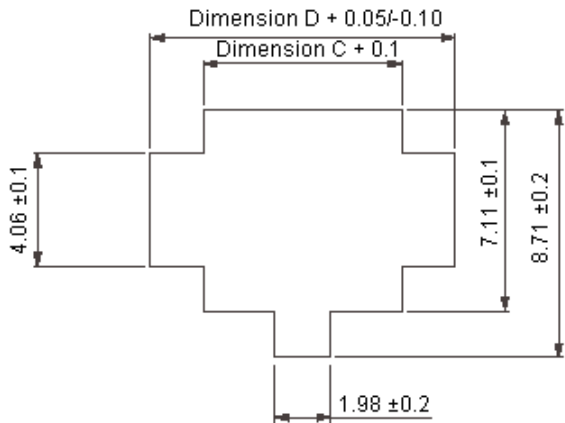 Dimension D + 0.05/-0.10
Dimension C + 0.1
4.06 ±0.1
7.11 ±0.1
8.71 ±0.2
1.98 ±0.2